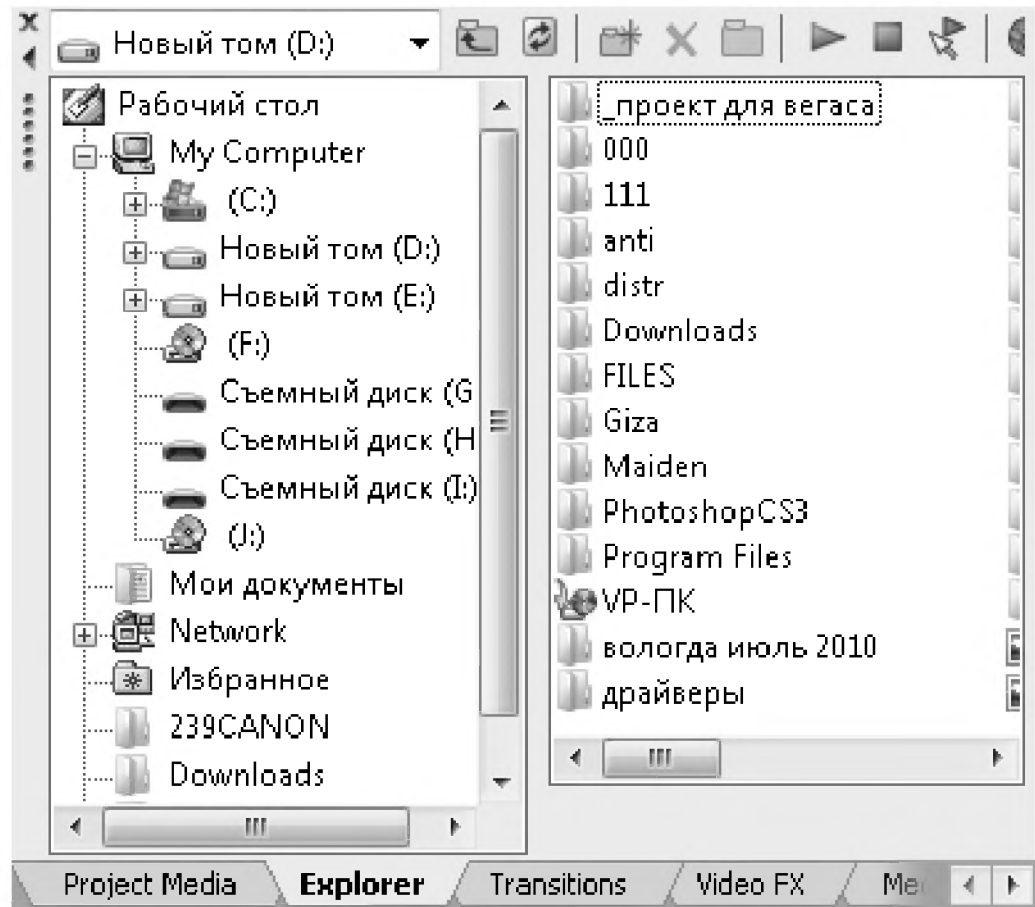 Новый том (D:)
Рабочий стол
My Computer
(C:)
Новый том (D:)
Новый том (E:)
(F:)
Съемный диск (G
Съемный диск (H
Съемный диск (I:)
(J:)
Мои документы
Network
Избранное
239CANON
Downloads
_проект для вегаса
000
111
anti
distr
Downloads
FILES
Giza
Maiden
PhotoshopCS3
Program Files
VP-ПК
вологда июль 2010
драйверы
Project Media Explorer Transitions Video FX Me